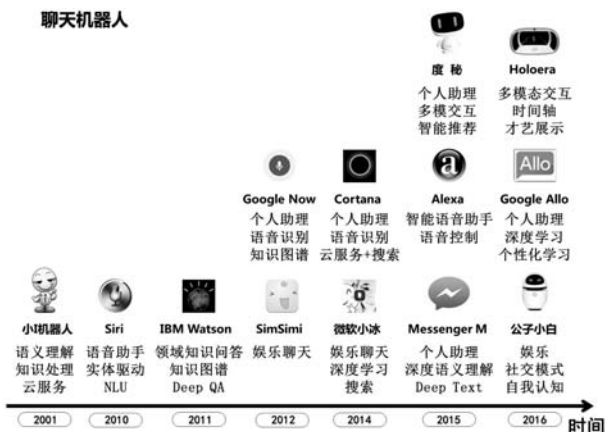 聊天机器人
度 秘
个人助理
多模交互
智能推荐
Holoera
多模态交互
时间轴
才艺展示
Google Now
个人助理
语音识别
知识图谱
Cortana
个人助理
语音识别
云服务+搜索
a
Alexa
智能语音助手
语音控制
Allo
Google Allo
个人助理
深度学习
个性化学习
小i机器人
语义理解
知识处理
云服务
Siri
语音助手
实体驱动
NLU
IBM Watson
领域知识问答
知识图谱
Deep QA
SimSimi
娱乐聊天
微软小冰
娱乐聊天
深度学习
搜索
Messenger M
个人助理
深度语义理解
Deep Text
公子小白
娱乐
社交模式
自我认知
2001
2010
2011
2012
2014
2015
2016
时间